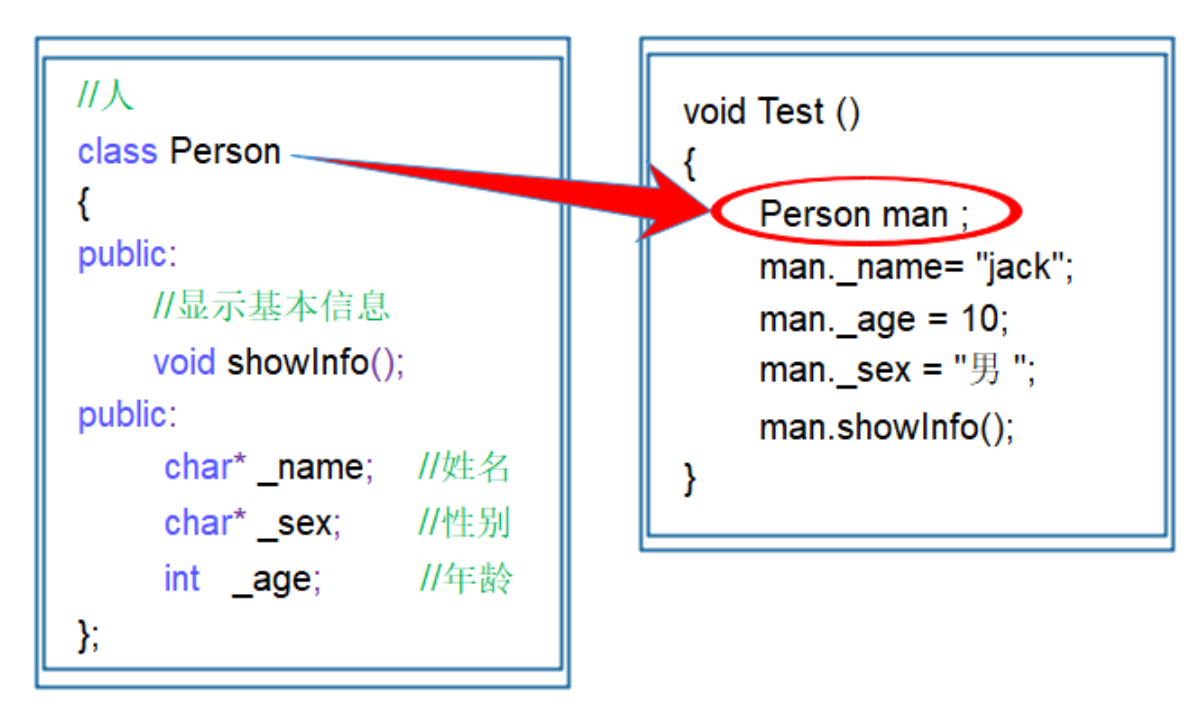 //人
class Person
{
public:
//显示基本信息
void showInfo();
public:
char* _name; //姓名
char* _sex; //性别
int _age; //年龄
};
void Test ()
{
Person man ;
man._name= "jack";
man._age = 10;
man._sex = "男 ";
man.showInfo();
}